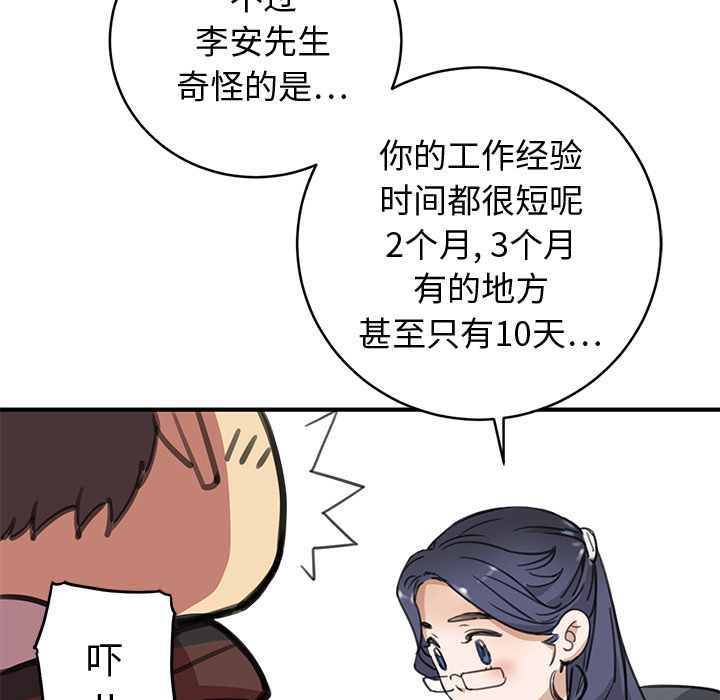 不过
李安先生
奇怪的是...
你的工作经验
时间都很短呢
2个月, 3个月
有的地方
甚至只有10天...
吓